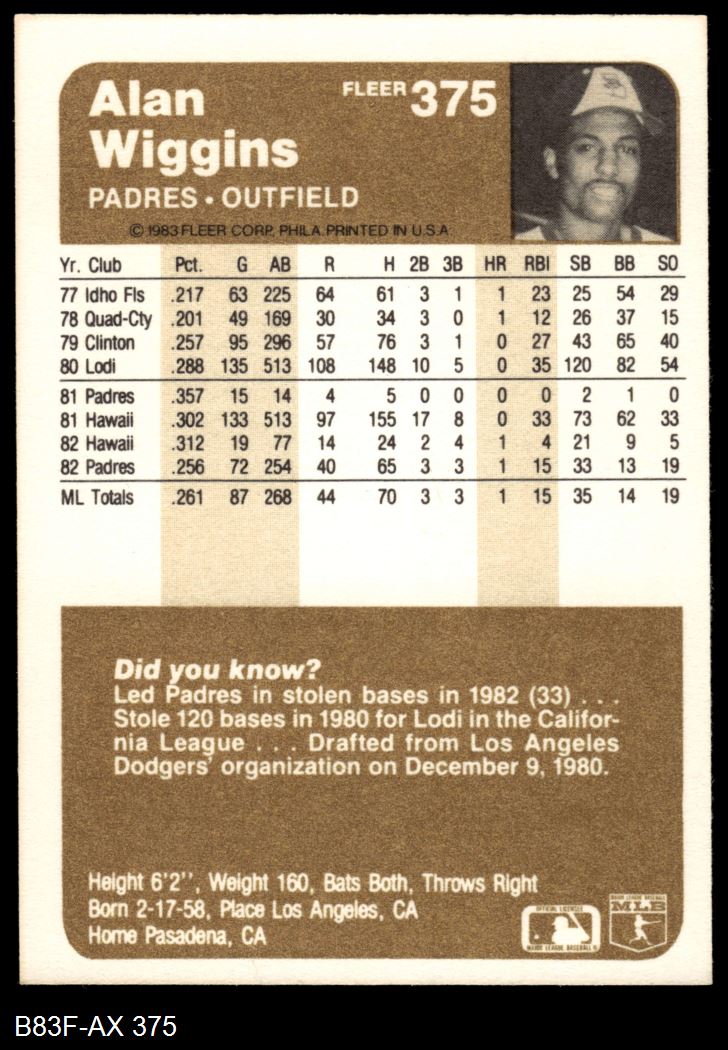 Alan
Wiggins
FLEER 375
PADRES • OUTFIELD
© 1983 FLEER CORP. PHILA. PRINTED IN U.S.A.
Yr. Club Pct. G AB R H 2B 3B HR RBI SB BB SO
77 Idho Fls .217 63 225 64 61 3 1 1 23 25 54 29
78 Quad-Cty .201 49 169 30 34 3 0 1 12 26 37 15
79 Clinton .257 95 296 57 76 3 1 0 27 43 65 40
80 Lodi .288 135 513 108 148 10 5 0 35 120 82 54
81 Padres .357 15 14 4 5 0 0 0 0 2 1 0
81 Hawaii .302 133 513 97 155 17 8 0 33 73 62 33
82 Hawaii .312 19 77 14 24 2 4 1 4 21 9 5
82 Padres .256 72 254 40 65 3 3 1 15 33 13 19
ML Totals .261 87 268 44 70 3 3 1 15 35 14 19
Did you know?
Led Padres in stolen bases in 1982 (33) . . .
Stole 120 bases in 1980 for Lodi in the Califor-
nia League . . . Drafted from Los Angeles
Dodgers' organization on December 9, 1980.
Height 6'2'', Weight 160, Bats Both, Throws Right
Born 2-17-58, Place Los Angeles, CA
Home Pasadena, CA
OFFICIAL LICENSEE
MAJOR LEAGUE BASEBALL
MAJOR LEAGUE BASEBALL
MLB
B83F-AX 375